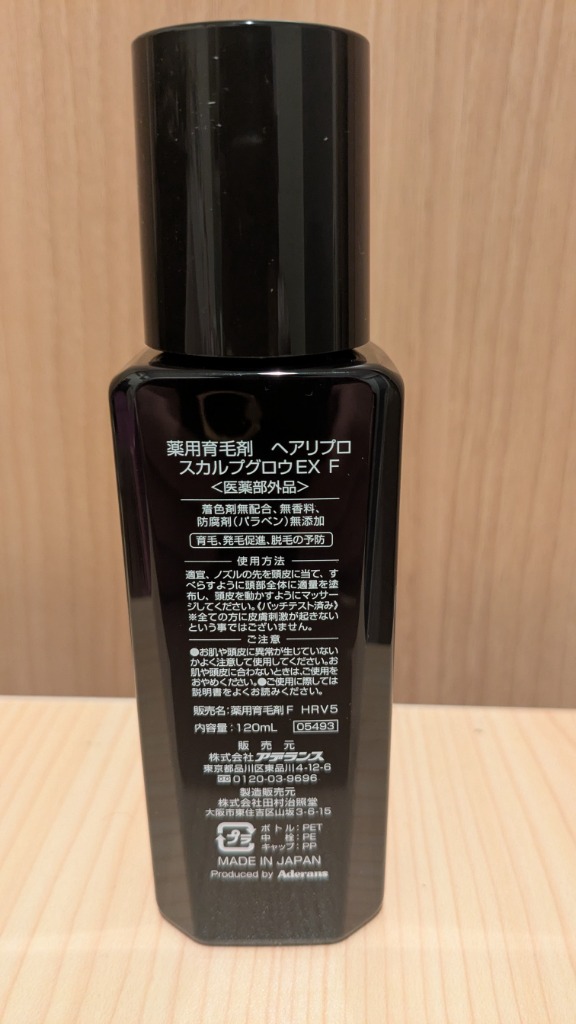 薬用育毛剤　ヘアリプロ
スカルプグロウEX F
<医薬部外品>
着色剤無配合、無香料、
防腐剤(パラベン)無添加
育毛、発毛促進、脱毛の予防
使用方法
適宜、ノズルの先を頭皮に当て、す
べらすように頭部全体に適量を塗
布し、頭皮を動かすようにマッサー
ジしてください。《パッチテスト済み》
※全ての方に皮膚刺激が起きない
という事ではございません。
ご注意
●お肌や頭皮に異常が生じていない
かよく注意して使用してください。お
肌や頭皮に合わないときは、ご使用を
おやめください。●ご使用に際しては
説明書をよくお読みください。
販売名:薬用育毛剤F HRV5
内容量:120mL 05493
販売元
株式会社アデランス
東京都品川区東品川4-12-6
0120-03-9696
製造販売元
株式会社田村治照堂
大阪市東住吉区山坂3-6-15
プラ
ボトル:PET
中栓:PE
キャップ:PP
MADE IN JAPAN
Produced by Aderans